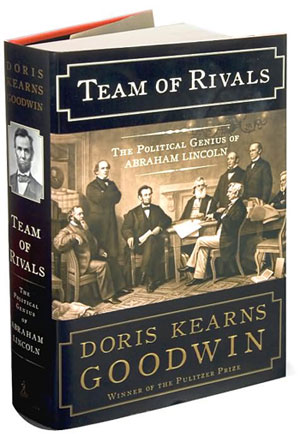 DORIS
KEARNS
GOODWIN
TEAM
OF
RIVALS
THE
POLITICAL
GENIUS
OF
ABRAHAM
LINCOLN
TEAM OF RIVALS
THE POLITICAL GENIUS OF
ABRAHAM LINCOLN
DORIS KEARNS
GOODWIN
WINNER OF THE PULITZER PRIZE